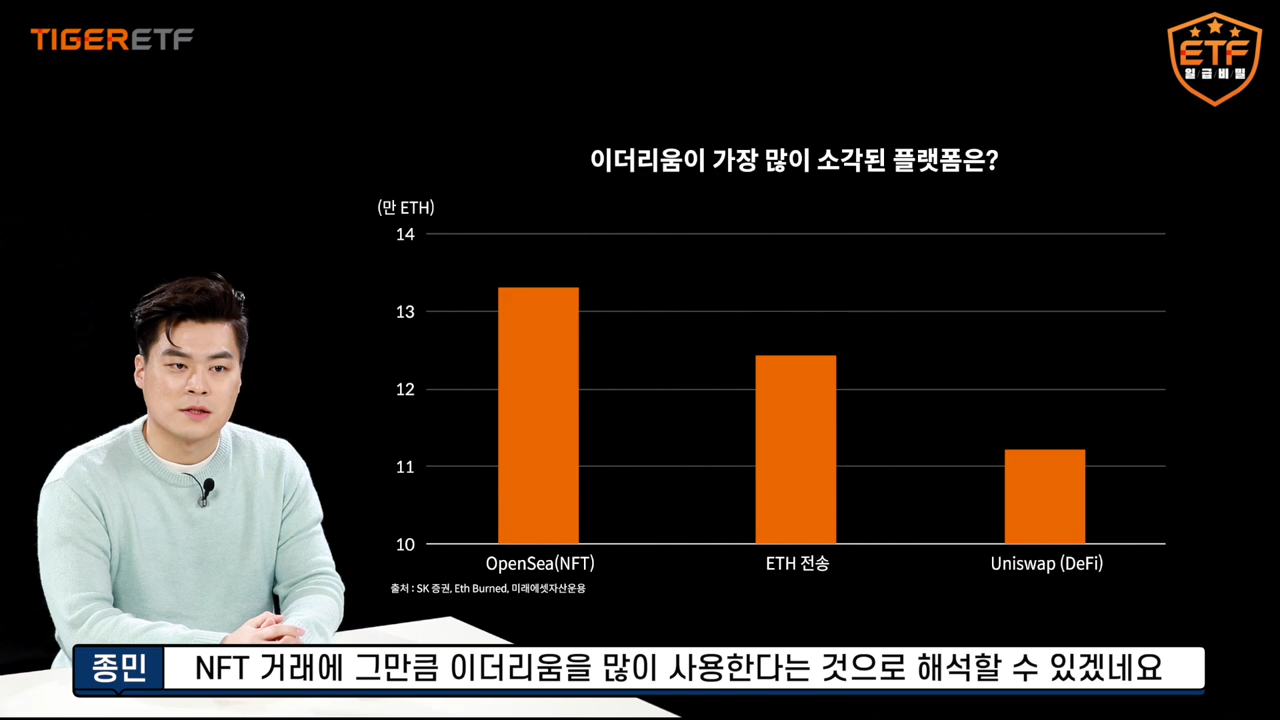 TIGERETF
ETF
일/급/비/밀
이더리움이 가장 많이 소각된 플랫폼은?
(만 ETH)
14
13
12
11
10
OpenSea(NFT)
ETH 전송
Uniswap (DeFi)
출처 : SK 증권, Eth Burned, 미래에셋자산운용
종민
NFT 거래에 그만큼 이더리움을 많이 사용한다는 것으로 해석할 수 있겠네요